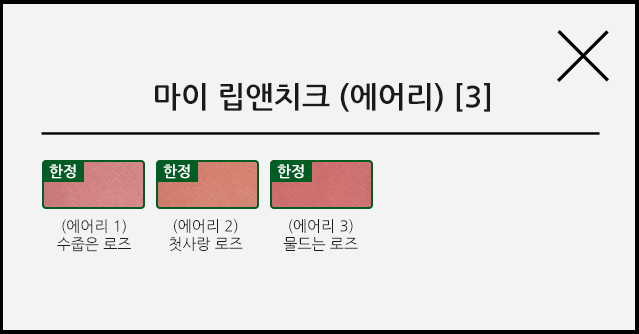 마이 립앤치크 (에어리) [3]
한정 한정 한정
(에어리 1) (에어리 2) (에어리 3)
수줍은 로즈 첫사랑 로즈 물드는 로즈